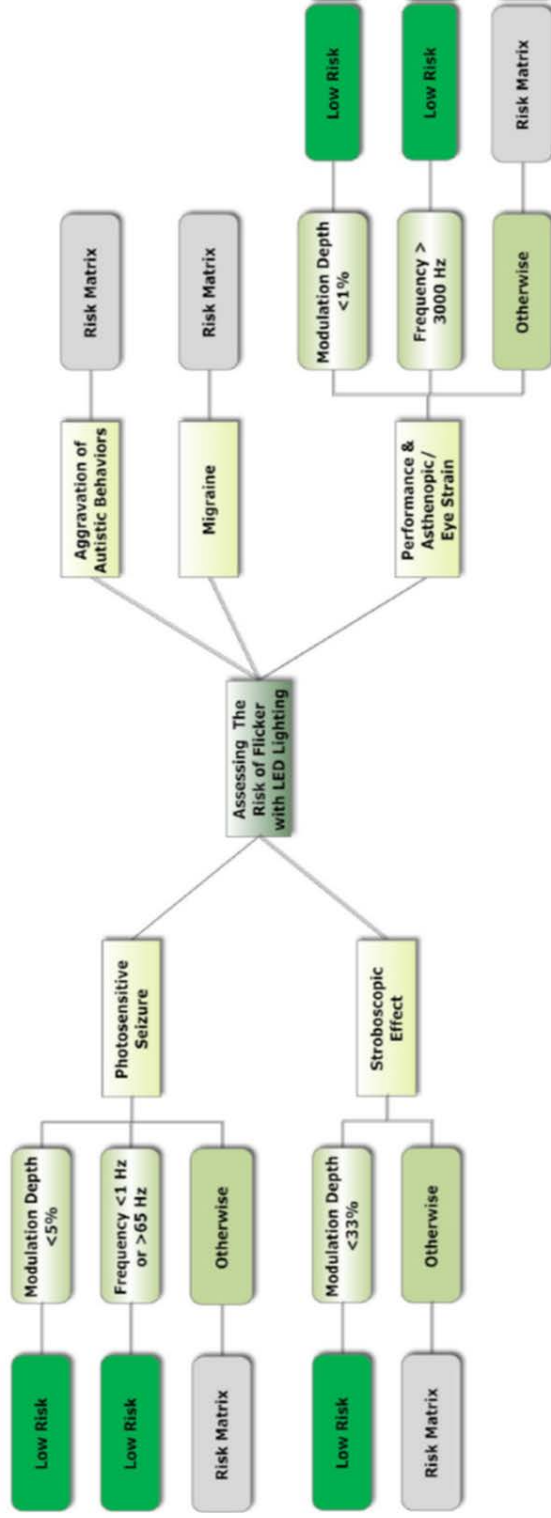 Low Risk
Modulation Depth
<5%
Low Risk
Frequency <1 Hz
or >65 Hz
Photosensitive
Seizure
Risk Matrix
Otherwise
Low Risk
Modulation Depth
<33%
Stroboscopic
Effect
Risk Matrix
Otherwise
Assessing The
Risk of Flicker
with LED Lighting
Aggravation of
Autistic Behaviors
Risk Matrix
Migraine
Risk Matrix
Performance &
Asthenopic/
Eye Strain
Modulation Depth
<1%
Low Risk
Frequency >
3000 Hz
Low Risk
Otherwise
Risk Matrix